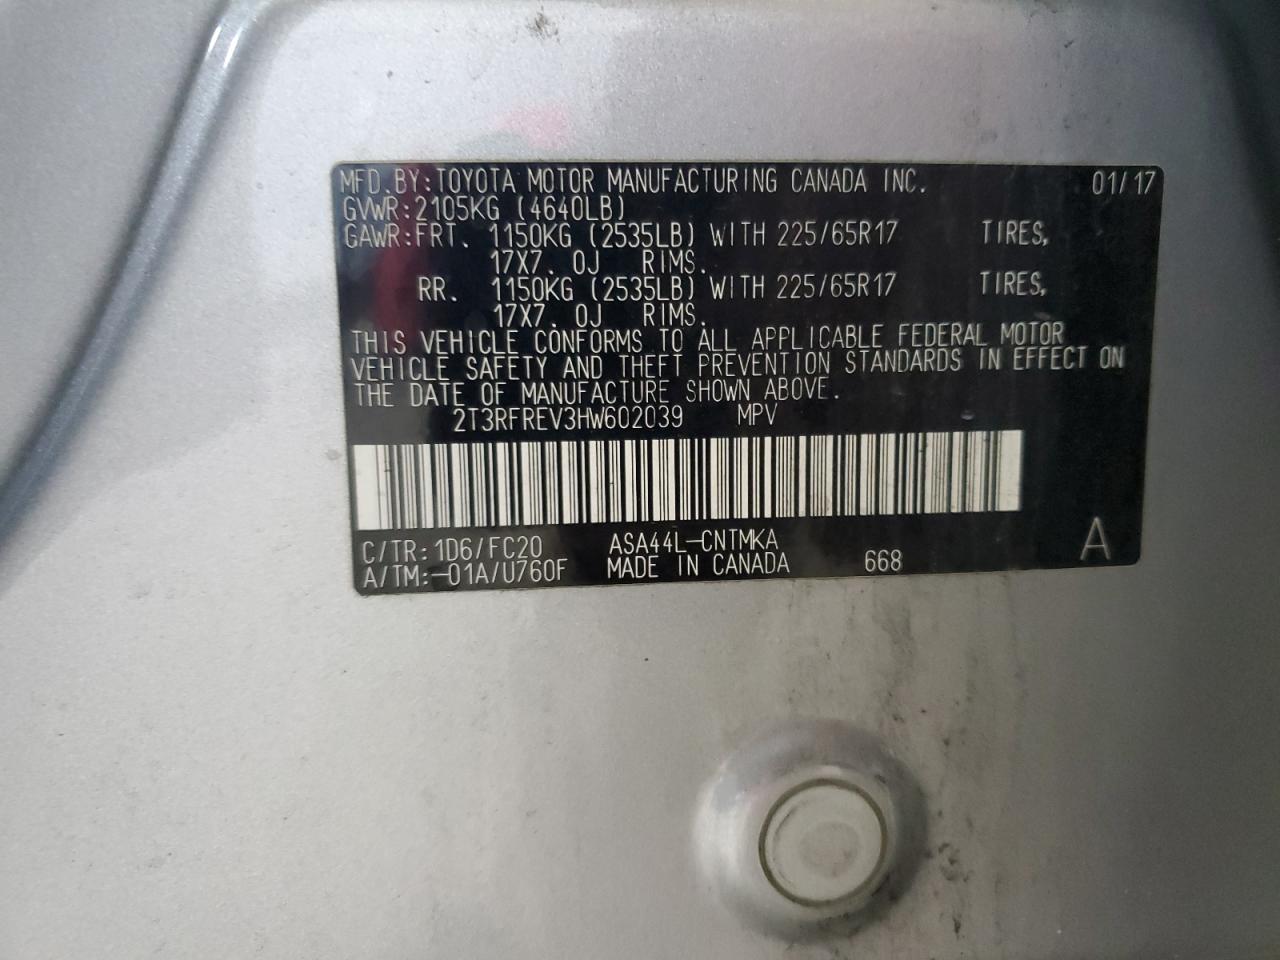 MFD.BY:TOYOTA MOTOR MANUFACTURING CANADA INC. 01/17
GVWR:2105KG (4640LB)
GAWR:FRT. 1150KG (2535LB) WITH 225/65R17 TIRES,
17X7.0J RIMS.
RR. 1150KG (2535LB) WITH 225/65R17 TIRES,
17X7.0J RIMS.
THIS VEHICLE CONFORMS TO ALL APPLICABLE FEDERAL MOTOR
VEHICLE SAFETY AND THEFT PREVENTION STANDARDS IN EFFECT ON
THE DATE OF MANUFACTURE SHOWN ABOVE.
2T3RFREV3HW602039 MPV
C/TR:1D6/FC20 ASA44L-CNTMKA A
A/TM:-01A/U760F MADE IN CANADA 668